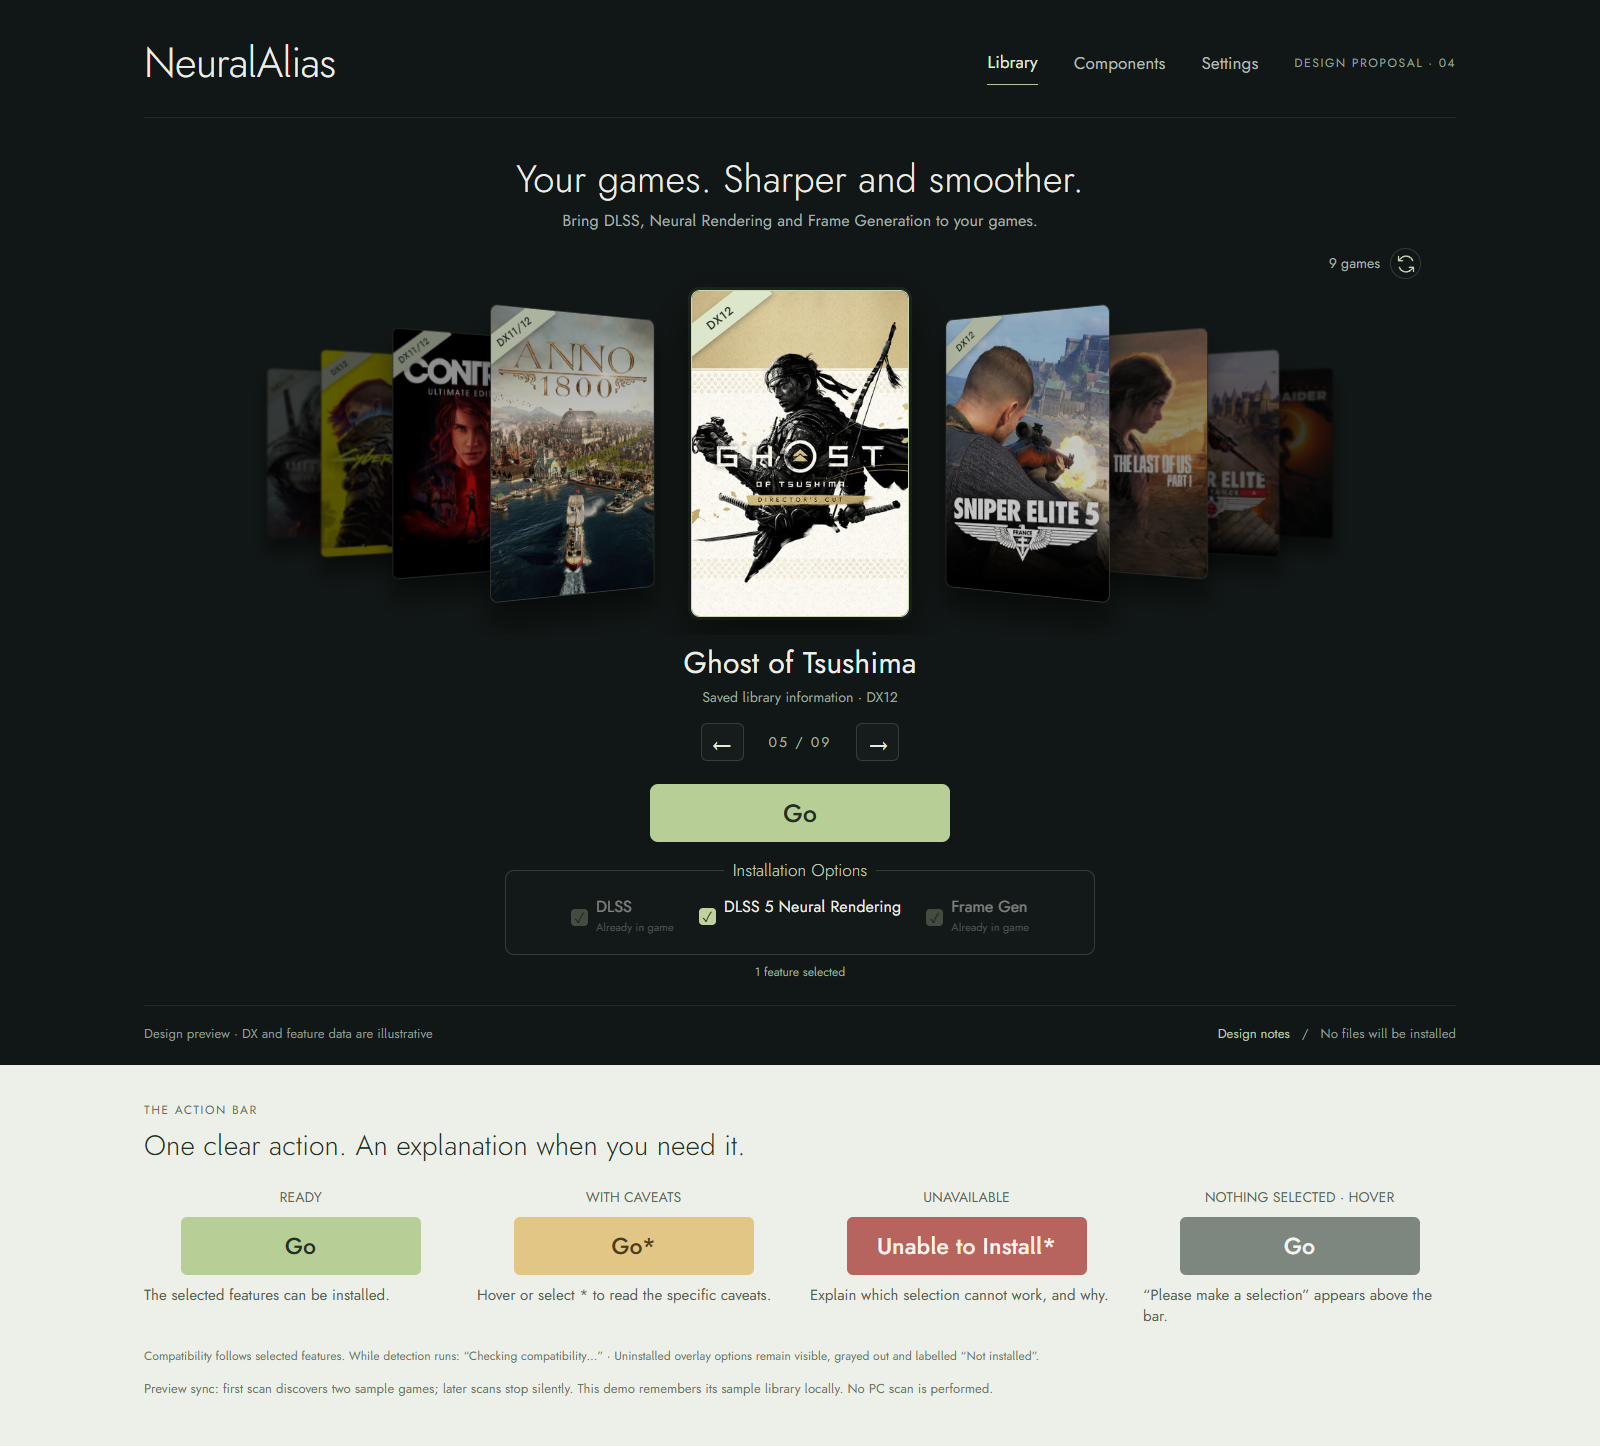 NeuralAlias
Library
Components
Settings
DESIGN PROPOSAL · 04
Your games. Sharper and smoother.
Bring DLSS, Neural Rendering and Frame Generation to your games.
9 games
DX12
DX11/12
CONT
ULTIMATE EDI
DX11/12
ANNO
1800
DX12
GHOST
OF TSUSHIMA
DIRECTOR'S CUT
DX12
SNIPER ELITE 5
FRANCE
THE LAST OF US
PART I
R ELITE
AIDER
Ghost of Tsushima
Saved library information · DX12
←
05 / 09
→
Go
Installation Options
DLSS
Already in game
DLSS 5 Neural Rendering
Frame Gen
Already in game
1 feature selected
Design preview · DX and feature data are illustrative
Design notes / No files will be installed
THE ACTION BAR
One clear action. An explanation when you need it.
READY
Go
The selected features can be installed.
WITH CAVEATS
Go*
Hover or select * to read the specific caveats.
UNAVAILABLE
Unable to Install*
Explain which selection cannot work, and why.
NOTHING SELECTED · HOVER
Go
“Please make a selection” appears above the
bar.
Compatibility follows selected features. While detection runs: “Checking compatibility...” · Uninstalled overlay options remain visible, grayed out and labelled “Not installed”.
Preview sync: first scan discovers two sample games; later scans stop silently. This demo remembers its sample library locally. No PC scan is performed.